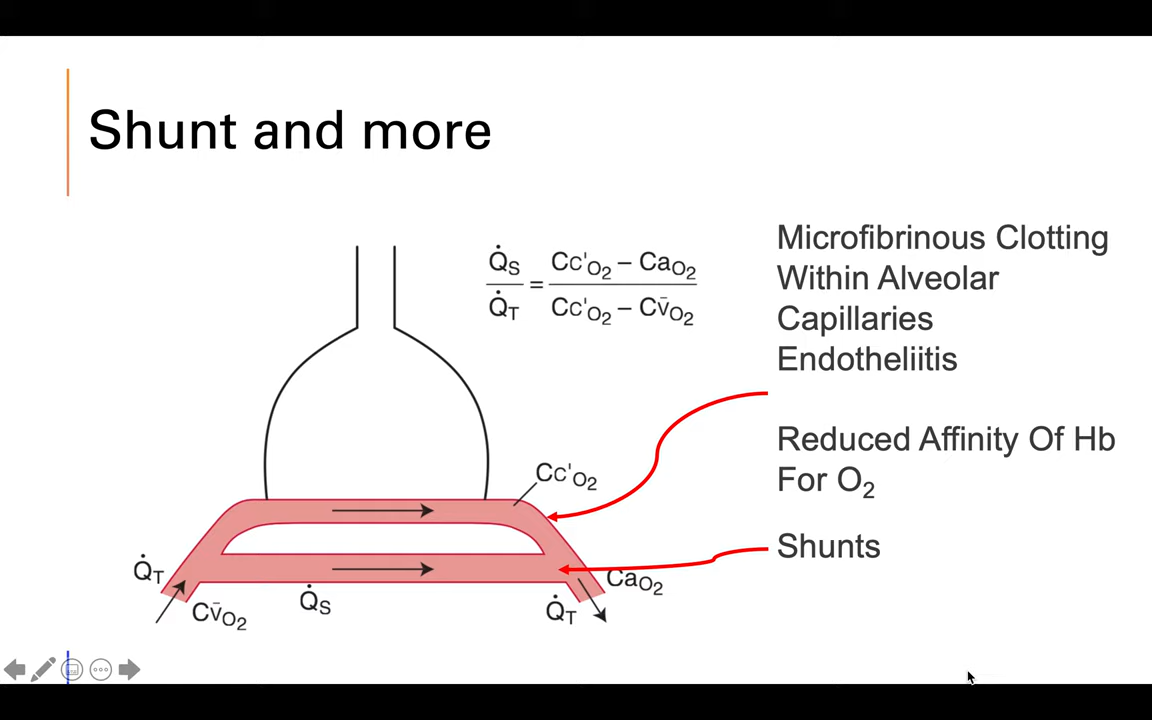 Shunt and more
Q̇S / Q̇T = Cc'O₂ – CaO₂ / Cc'O₂ – Cv̄O₂
Microfibrinous Clotting
Within Alveolar
Capillaries
Endotheliitis
Reduced Affinity Of Hb
For O₂
Shunts
Cc'O₂
Q̇T
Cv̄O₂
Q̇S
Q̇T
CaO₂